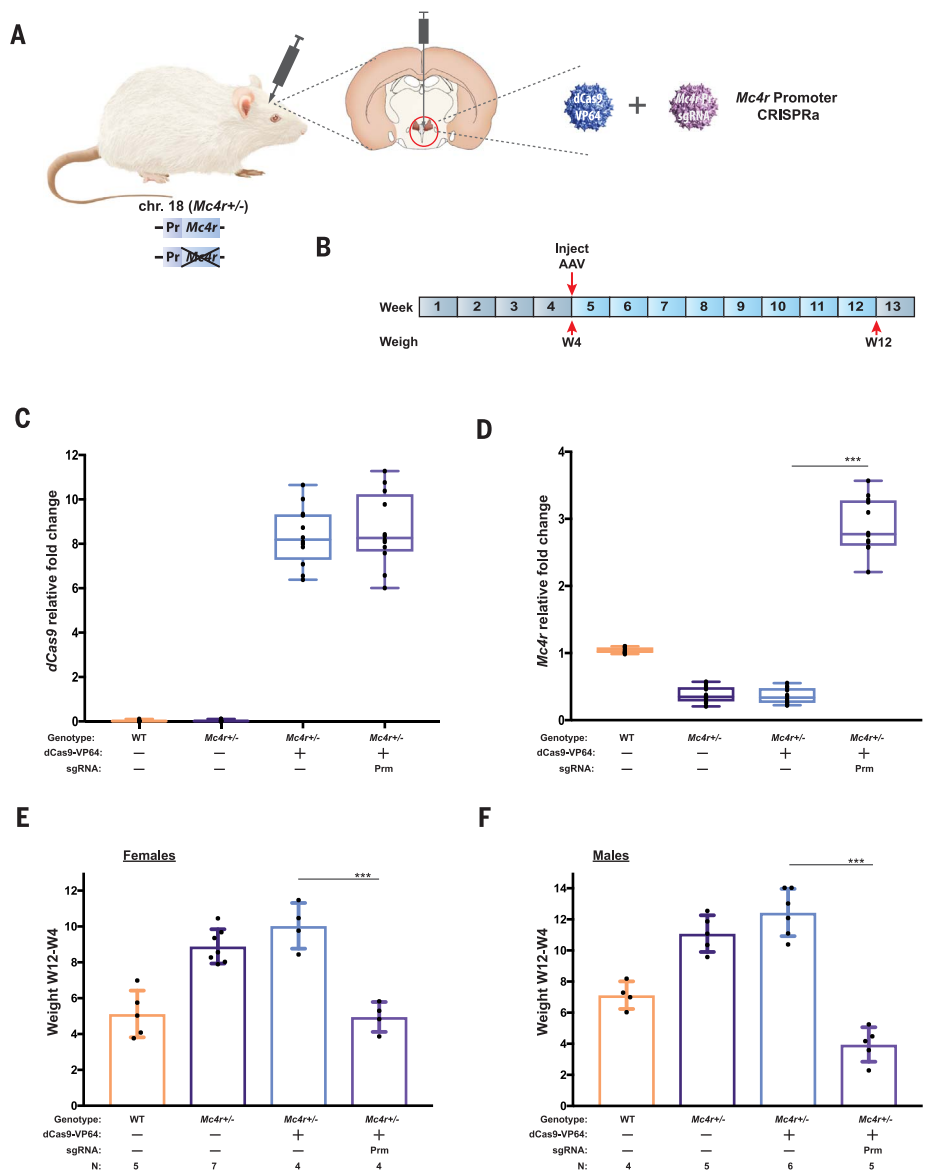 A
dCas9
VP64
+
Mc4r-Pr
sgRNA
Mc4r Promoter
CRISPRa
chr. 18 (Mc4r+/-)
Pr Mc4r
Pr Mc4r
B
Inject
AAV
Week 1 2 3 4 5 6 7 8 9 10 11 12 13
Weigh W4 W12
C
dCas9 relative fold change
12
10
8
6
4
2
0
Genotype: WT Mc4r+/- Mc4r+/- Mc4r+/-
dCas9-VP64: — — + +
sgRNA: — — — Prm
D
Mc4r relative fold change
4
3
2
1
0
***
Genotype: WT Mc4r+/- Mc4r+/- Mc4r+/-
dCas9-VP64: — — + +
sgRNA: — — — Prm
E
Females
Weight W12-W4
12
10
8
6
4
2
0
***
Genotype: WT Mc4r+/- Mc4r+/- Mc4r+/-
dCas9-VP64: — — + +
sgRNA: — — — Prm
N: 5 7 4 4
F
Males
Weight W12-W4
14
12
10
8
6
4
2
0
***
Genotype: WT Mc4r+/- Mc4r+/- Mc4r+/-
dCas9-VP64: — — + +
sgRNA: — — — Prm
N: 4 5 6 5